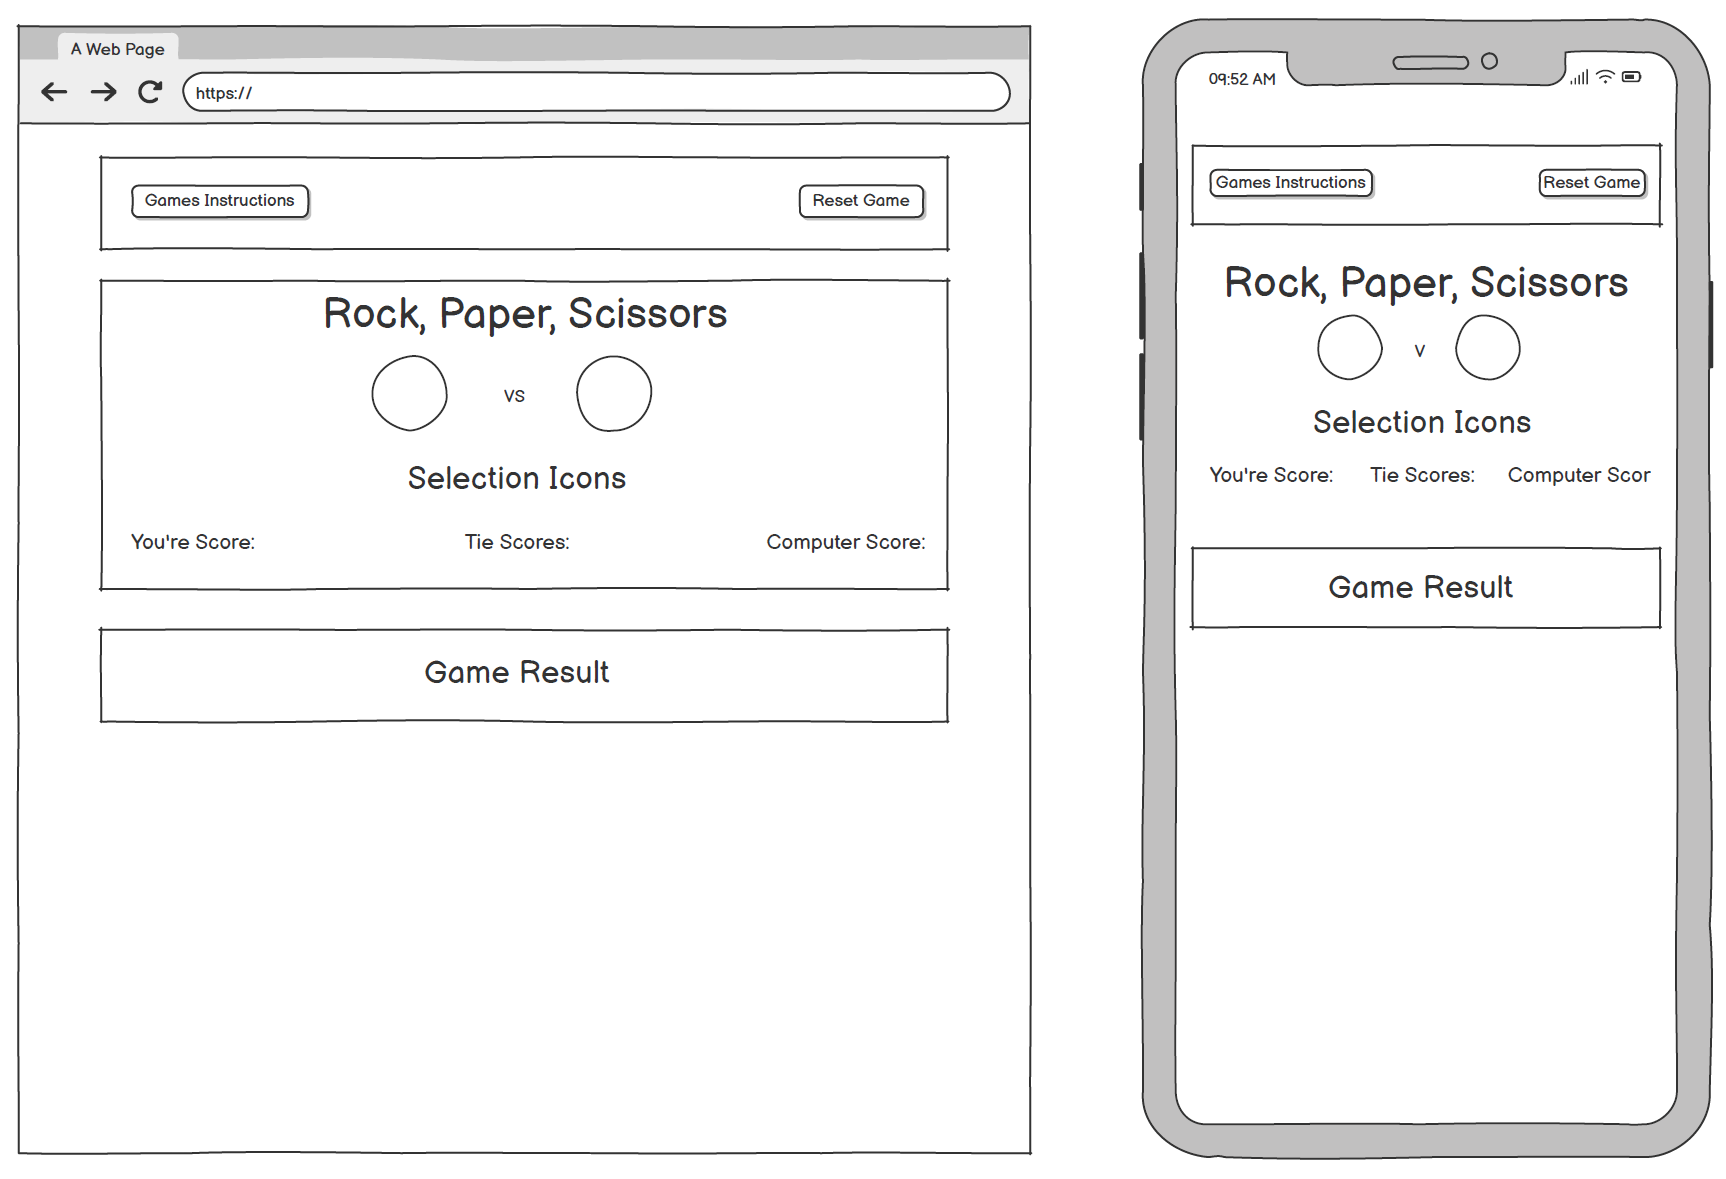 A Web Page
https://
Games Instructions
Reset Game
Rock, Paper, Scissors
vs
Selection Icons
You're Score:
Tie Scores:
Computer Score:
Game Result
09:52 AM
Games Instructions
Reset Game
Rock, Paper, Scissors
v
Selection Icons
You're Score:
Tie Scores:
Computer Scor
Game Result